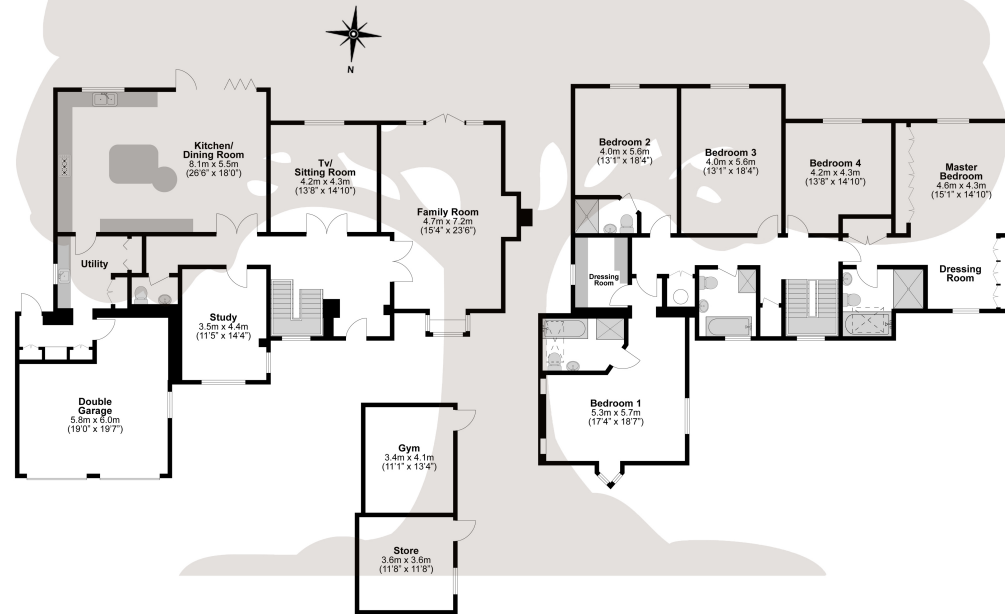 N
Kitchen/
Dining Room
8.1m x 5.5m
(26'6" x 18'0")
Tv/
Sitting Room
4.2m x 4.3m
(13'8" x 14'10")
Family Room
4.7m x 7.2m
(15'4" x 23'6")
Utility
Study
3.5m x 4.4m
(11'5" x 14'4")
Double
Garage
5.8m x 6.0m
(19'0" x 19'7")
Gym
3.4m x 4.1m
(11'1" x 13'4")
Store
3.6m x 3.6m
(11'8" x 11'8")
Bedroom 2
4.0m x 5.6m
(13'1" x 18'4")
Bedroom 3
4.0m x 5.6m
(13'1" x 18'4")
Bedroom 4
4.2m x 4.3m
(13'8" x 14'10")
Master
Bedroom
4.6m x 4.3m
(15'1" x 14'10")
Dressing
Room
Dressing
Room
Bedroom 1
5.3m x 5.7m
(17'4" x 18'7")